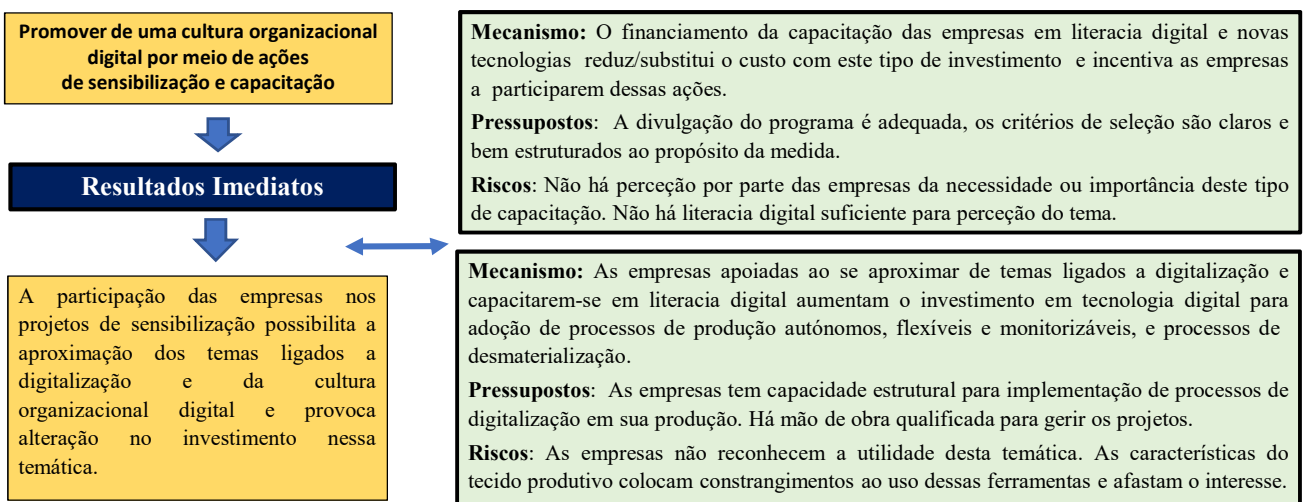 Promover de uma cultura organizacional
digital por meio de ações
de sensibilização e capacitação
Resultados Imediatos
A participação das empresas nos
projetos de sensibilização possibilita a
aproximação dos temas ligados a
digitalização e da cultura
organizacional digital e provoca
alteração no investimento nessa
temática.
Mecanismo: O financiamento da capacitação das empresas em literacia digital e novas
tecnologias reduz/substitui o custo com este tipo de investimento e incentiva as empresas
a participarem dessas ações.
Pressupostos: A divulgação do programa é adequada, os critérios de seleção são claros e
bem estruturados ao propósito da medida.
Riscos: Não há perceção por parte das empresas da necessidade ou importância deste tipo
de capacitação. Não há literacia digital suficiente para perceção do tema.
Mecanismo: As empresas apoiadas ao se aproximar de temas ligados a digitalização e
capacitarem-se em literacia digital aumentam o investimento em tecnologia digital para
adoção de processos de produção autónomos, flexíveis e monitorizáveis, e processos de
desmaterialização.
Pressupostos: As empresas tem capacidade estrutural para implementação de processos de
digitalização em sua produção. Há mão de obra qualificada para gerir os projetos.
Riscos: As empresas não reconhecem a utilidade desta temática. As características do
tecido produtivo colocam constrangimentos ao uso dessas ferramentas e afastam o interesse.